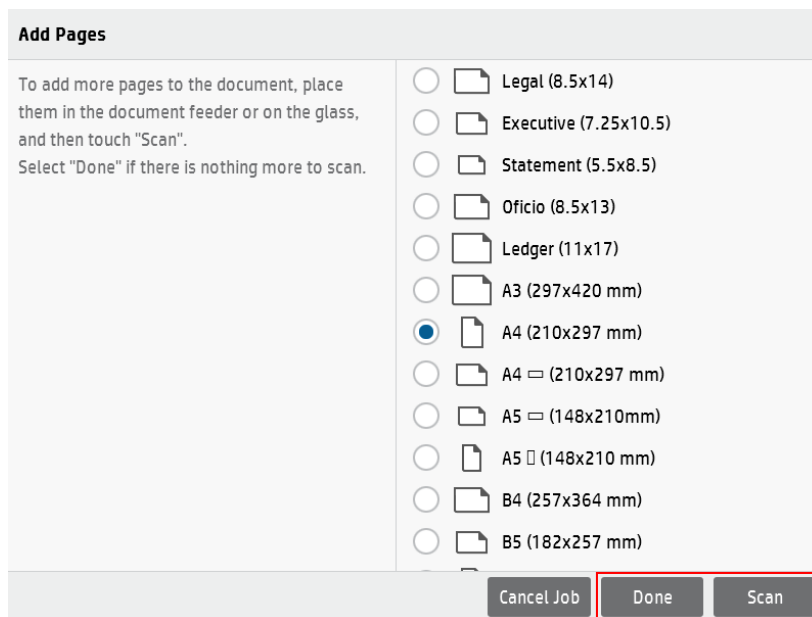 Add Pages
To add more pages to the document, place
them in the document feeder or on the glass,
and then touch "Scan".
Select "Done" if there is nothing more to scan.
Legal (8.5x14)
Executive (7.25x10.5)
Statement (5.5x8.5)
Oficio (8.5x13)
Ledger (11x17)
A3 (297x420 mm)
A4 (210x297 mm)
A4 ▭ (210x297 mm)
A5 ▭ (148x210mm)
A5 ▯ (148x210 mm)
B4 (257x364 mm)
B5 (182x257 mm)
Cancel Job
Done
Scan